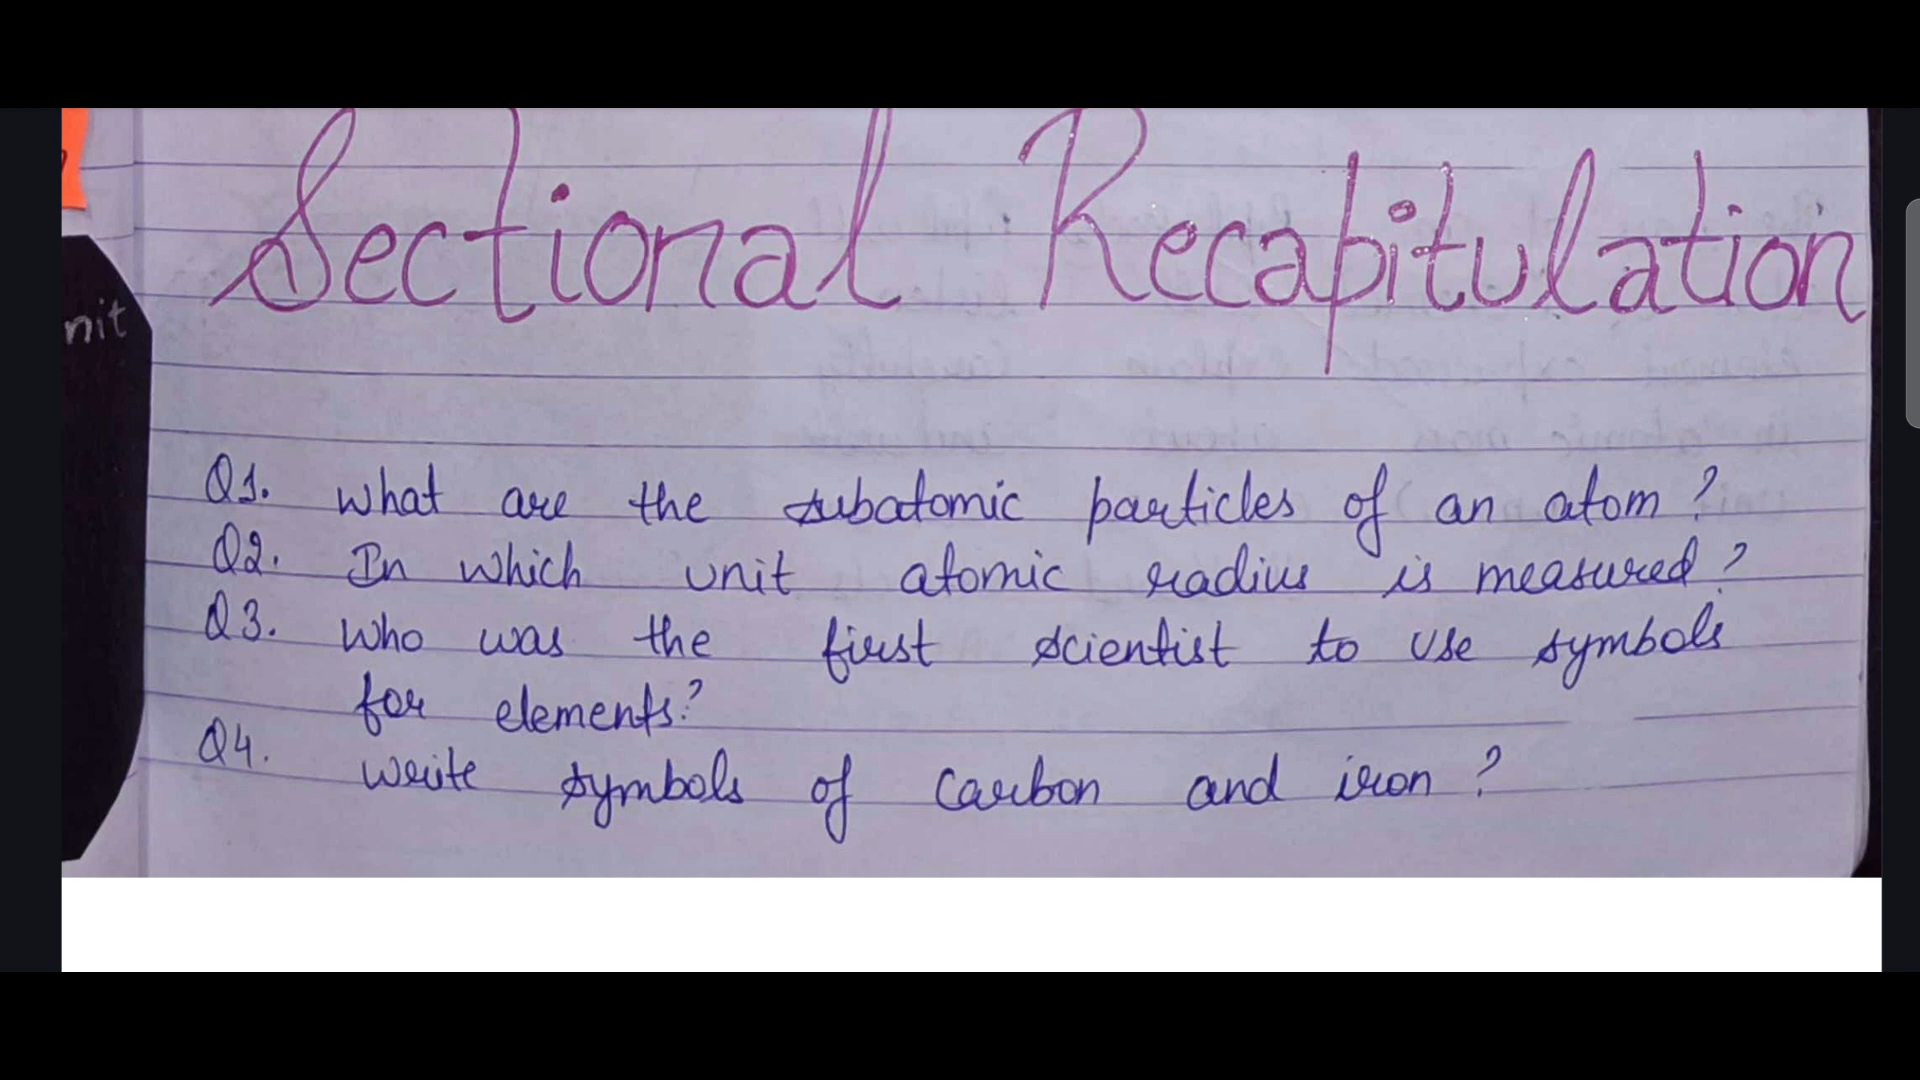 Sectional Recapitulation
nit
Q1. What are the subatomic particles of an atom?
Q2. In which unit atomic radius is measured?
Q3. Who was the first scientist to use symbols
for elements?
Q4. Write symbols of carbon and iron?